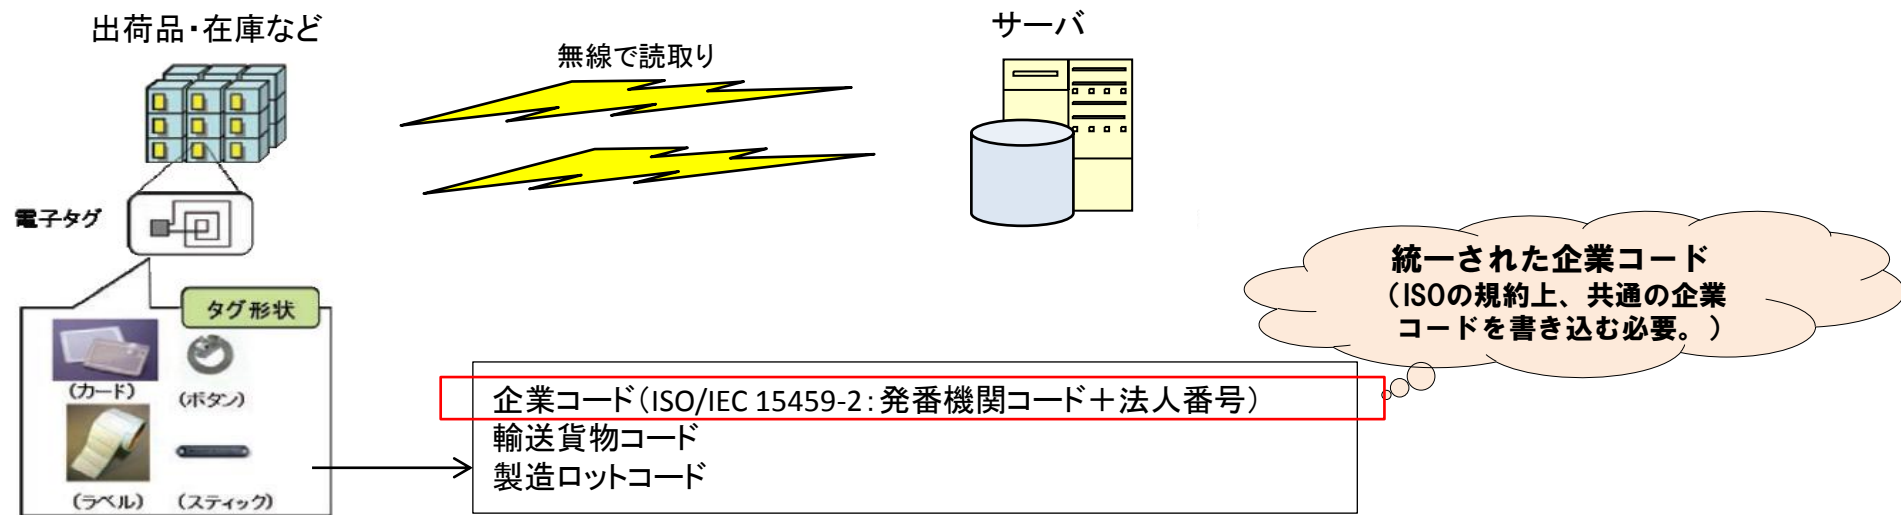 出荷品・在庫など
無線で読取り
サーバ
電子タグ
タグ形状
(カード)
(ボタン)
(ラベル)
(スティック)
企業コード(ISO/IEC 15459-2:発番機関コード+法人番号)
輸送貨物コード
製造ロットコード
統一された企業コード
(ISOの規約上、共通の企業
コードを書き込む必要。)